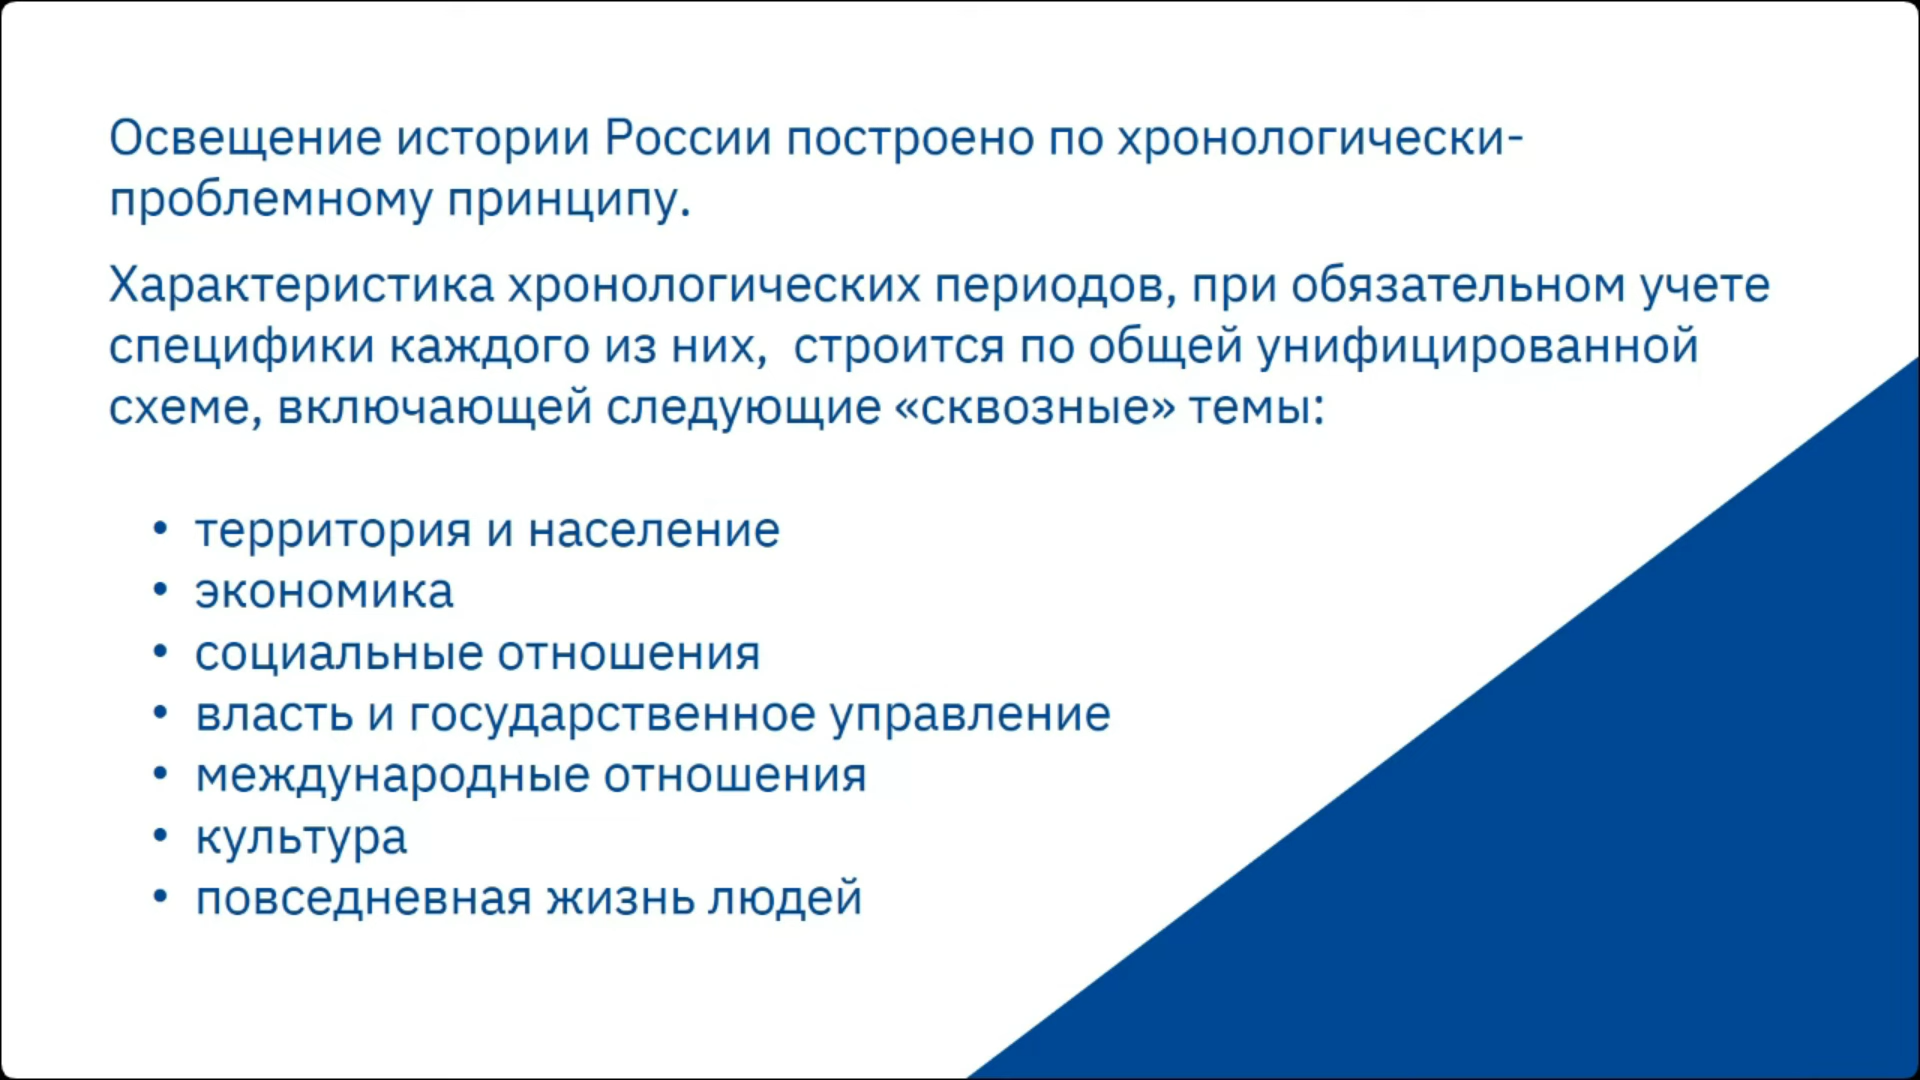 Освещение истории России построено по хронологически-
проблемному принципу.
Характеристика хронологических периодов, при обязательном учете
специфики каждого из них,  строится по общей унифицированной
схеме, включающей следующие «сквозные» темы:
• территория и население
• экономика
• социальные отношения
• власть и государственное управление
• международные отношения
• культура
• повседневная жизнь людей